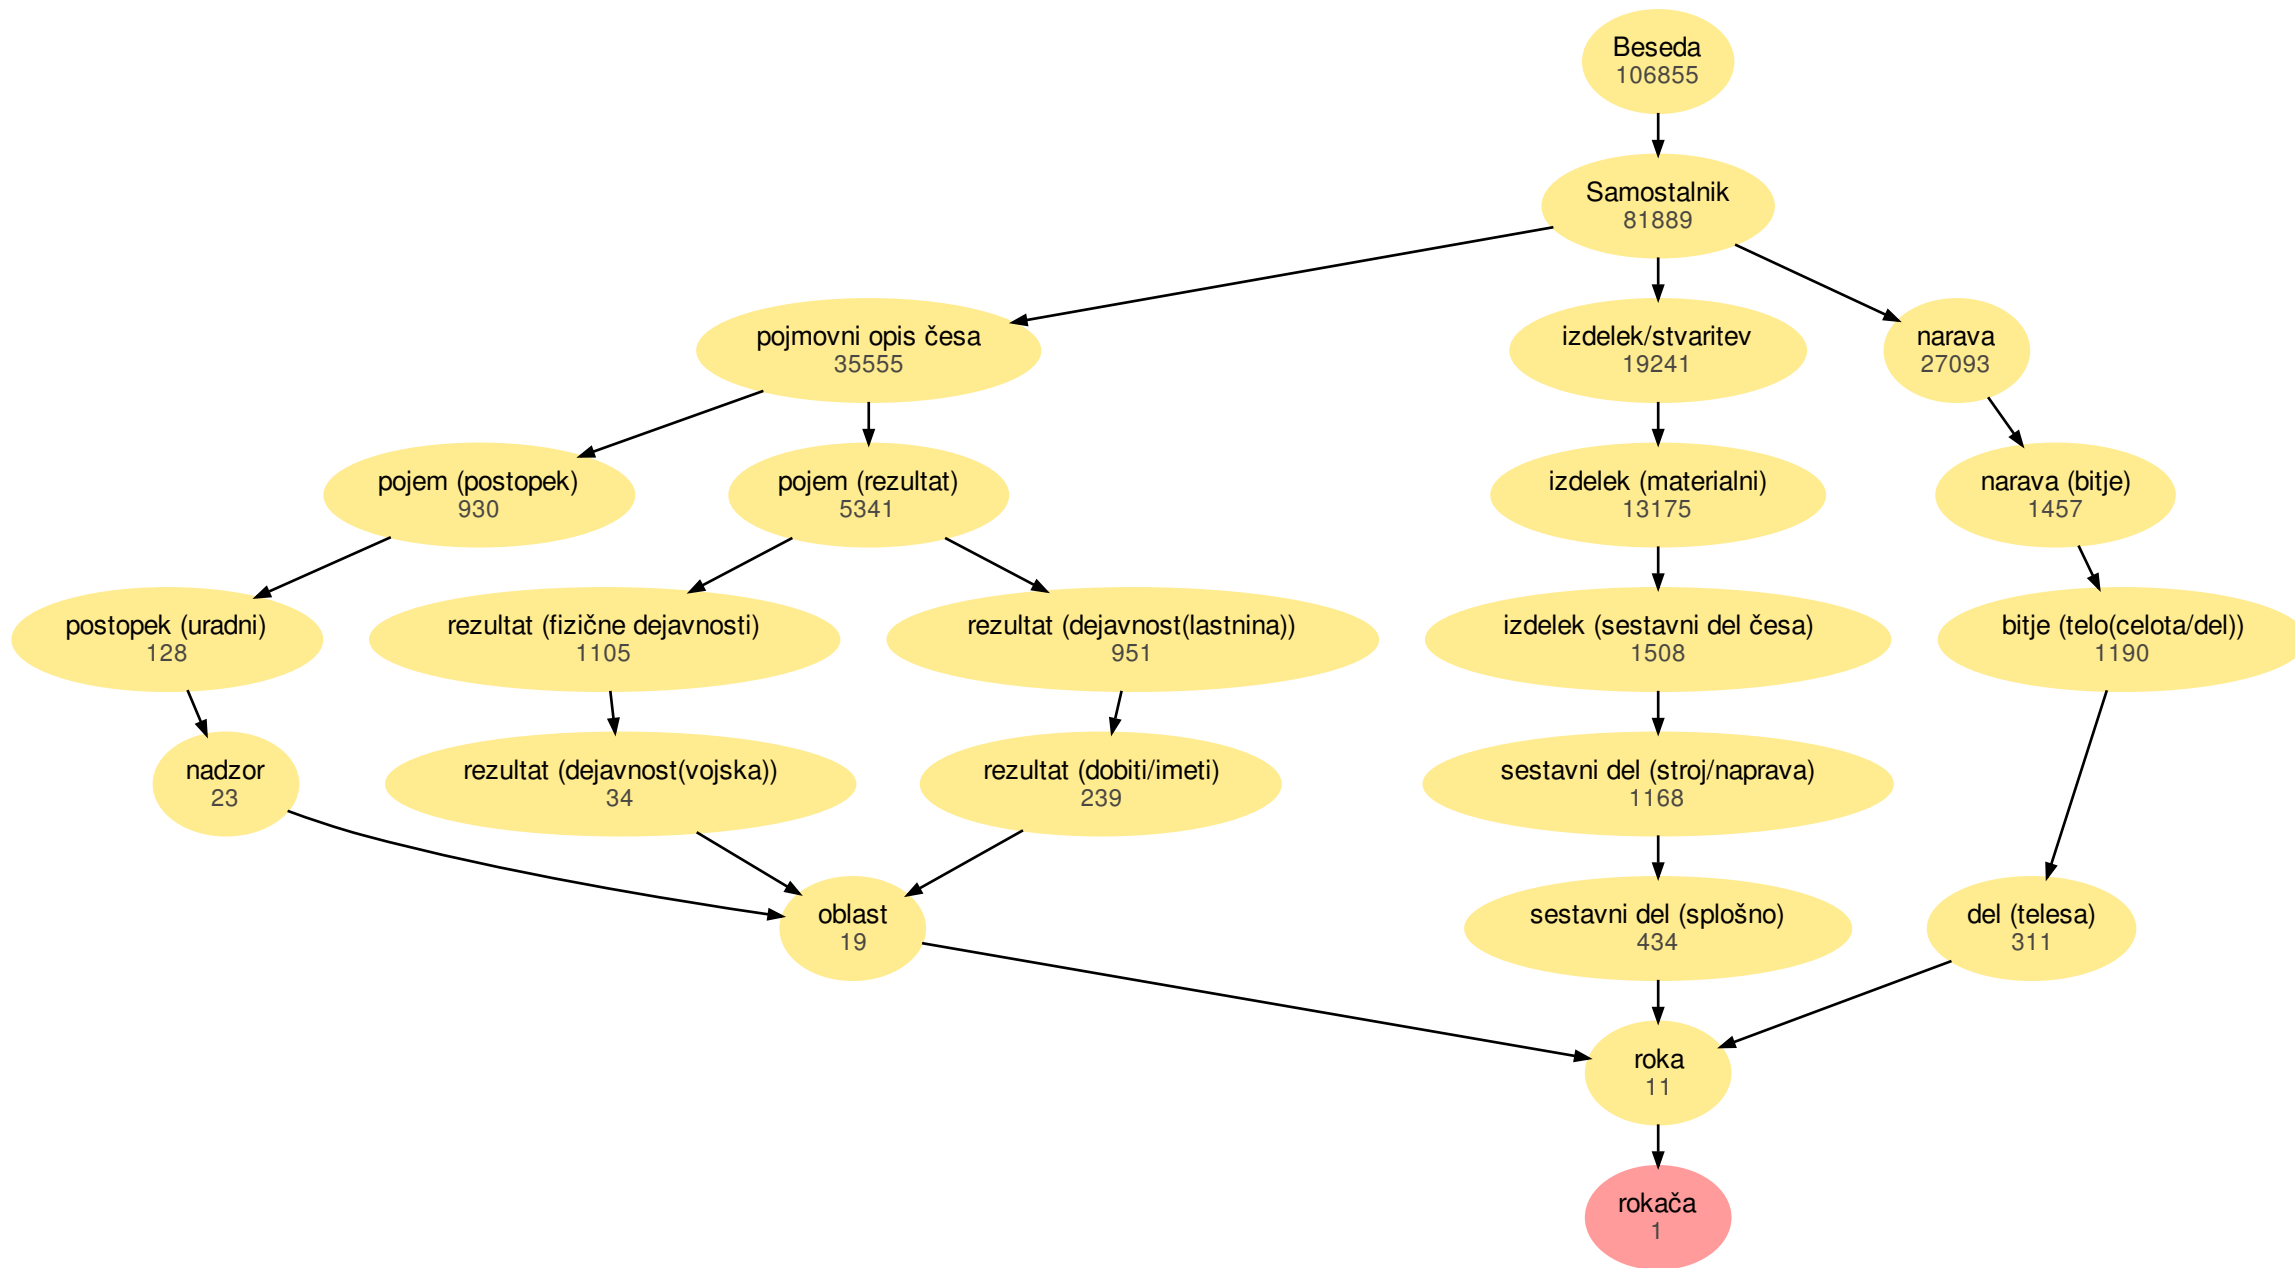 Beseda
106855
Samostalnik
81889
pojmovni opis česa
35555
izdelek/stvaritev
19241
narava
27093
pojem (postopek)
930
pojem (rezultat)
5341
izdelek (materialni)
13175
narava (bitje)
1457
postopek (uradni)
128
rezultat (fizične dejavnosti)
1105
rezultat (dejavnost(lastnina))
951
izdelek (sestavni del česa)
1508
bitje (telo(celota/del))
1190
nadzor
23
rezultat (dejavnost(vojska))
34
rezultat (dobiti/imeti)
239
sestavni del (stroj/naprava)
1168
oblast
19
sestavni del (splošno)
434
del (telesa)
311
roka
11
rokača
1